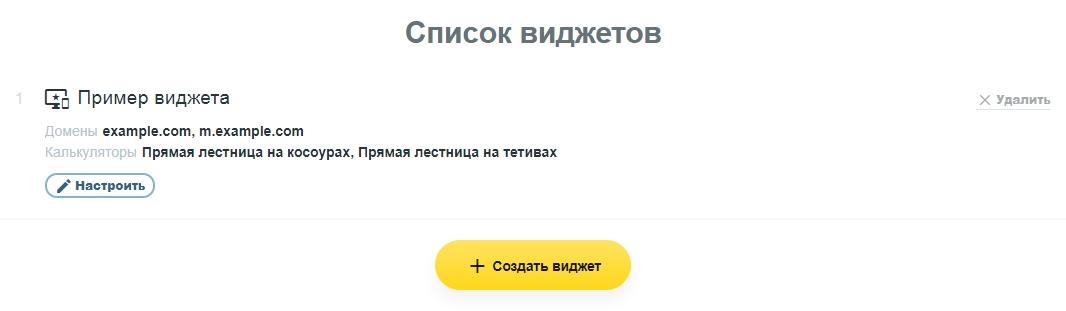 Список виджетов
1 Пример виджета Удалить
Домены example.com, m.example.com
Калькуляторы Прямая лестница на косоурах, Прямая лестница на тетивах
Настроить
+ Создать виджет